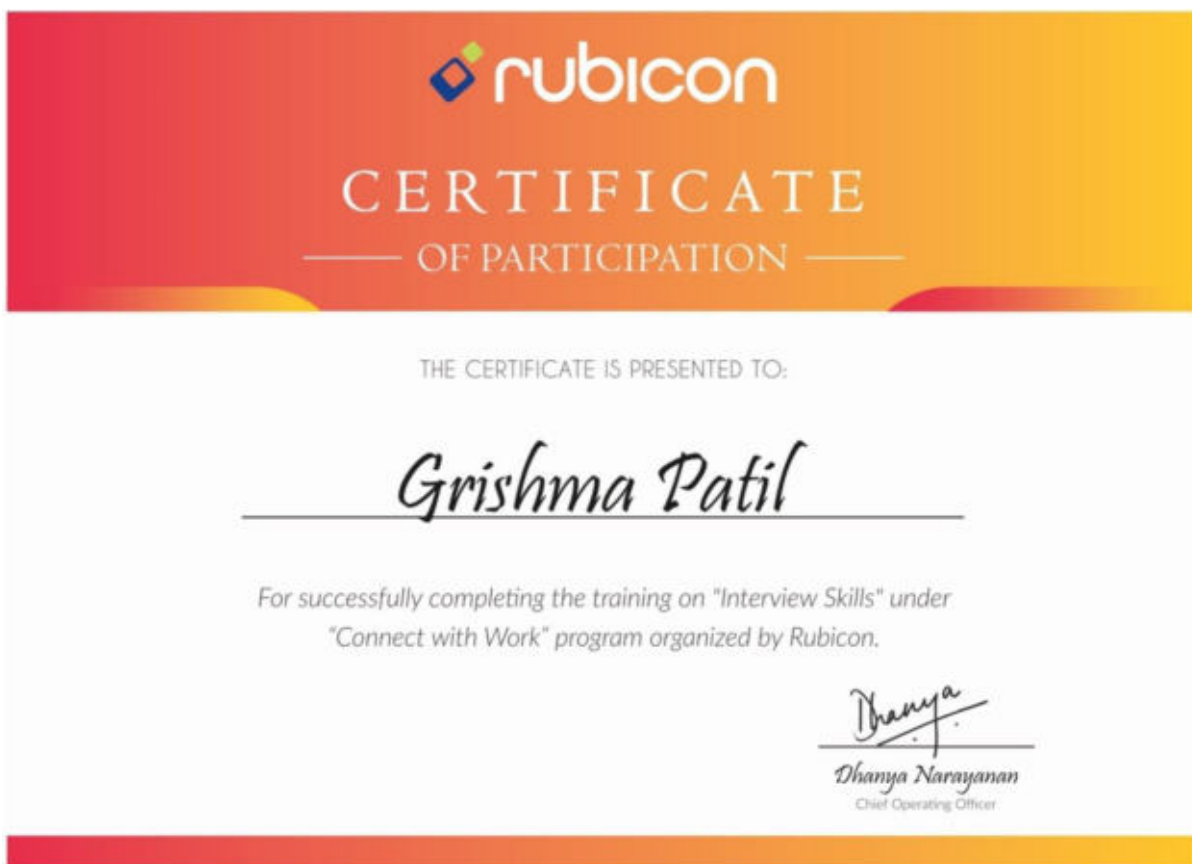 rubicon
CERTIFICATE
OF PARTICIPATION
THE CERTIFICATE IS PRESENTED TO:
Grishma Patil
For successfully completing the training on "Interview Skills" under
"Connect with Work" program organized by Rubicon.
Dhanya
Dhanya Narayanan
Chief Operating Officer